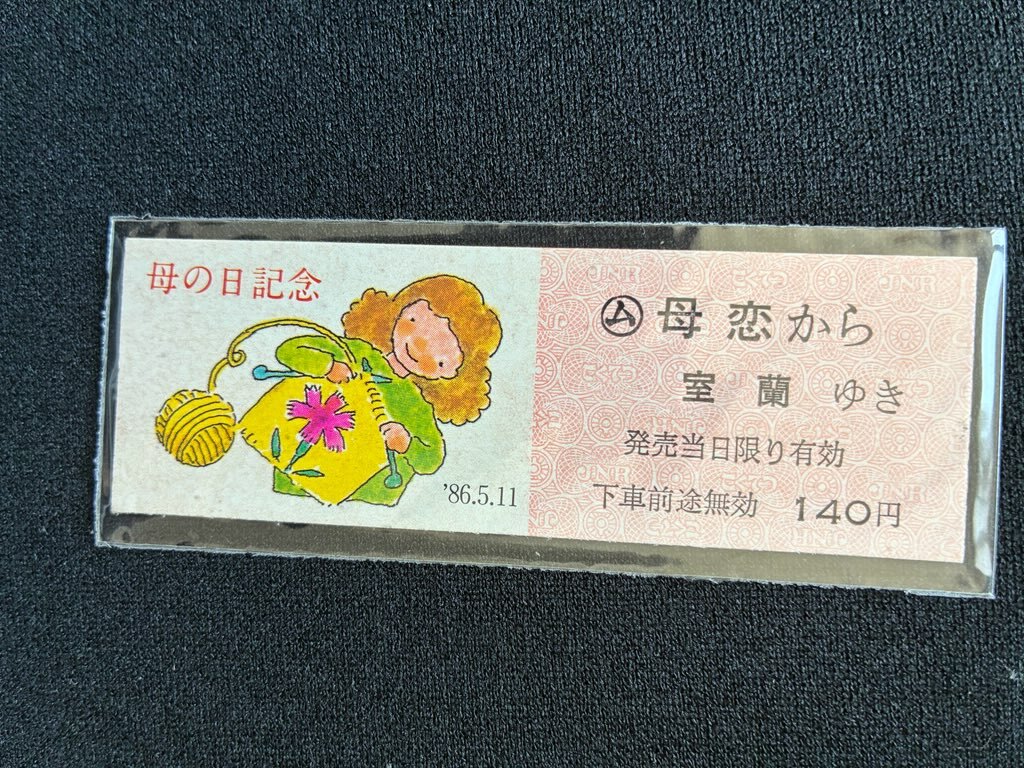 母の日記念
'86.5.11
㋰母恋から
室蘭ゆき
発売当日限り有効
下車前途無効 140円